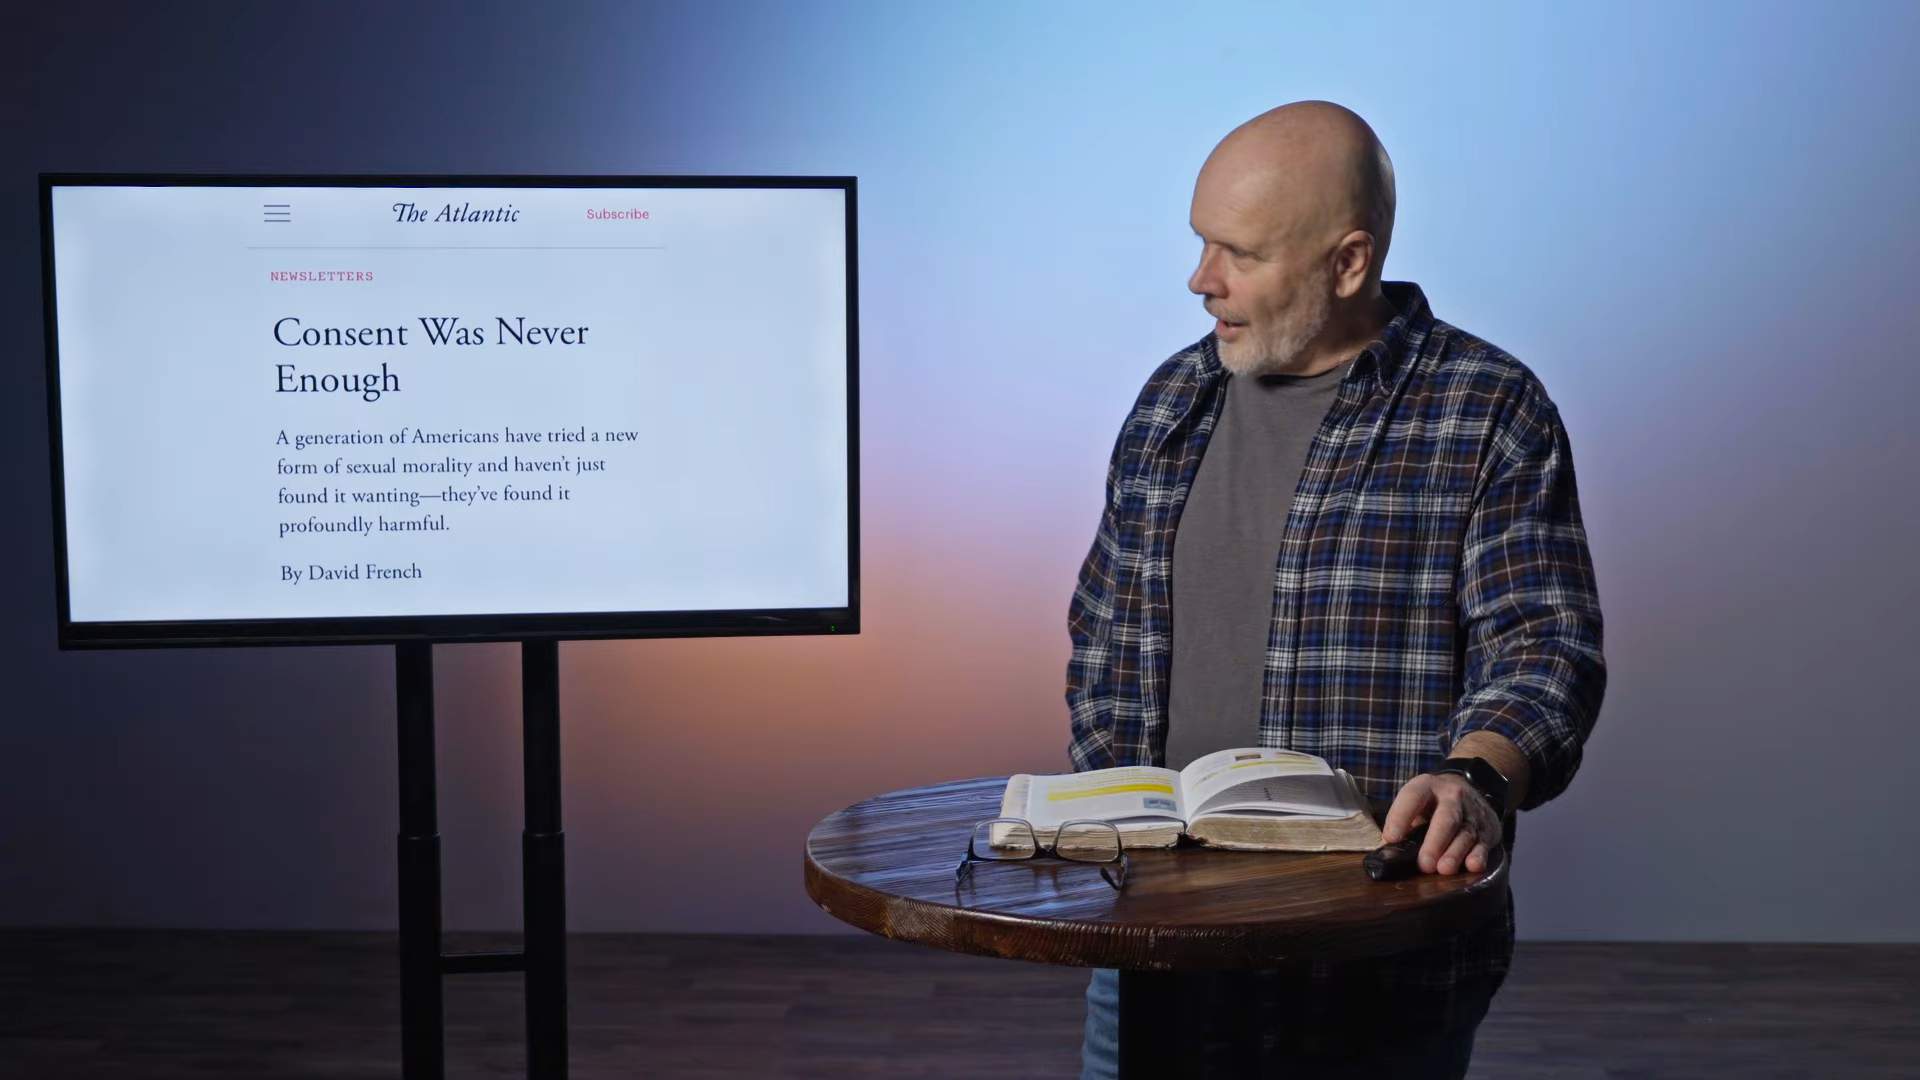 The Atlantic
Subscribe
NEWSLETTERS
Consent Was Never
Enough
A generation of Americans have tried a new
form of sexual morality and haven't just
found it wanting—they've found it
profoundly harmful.
By David French